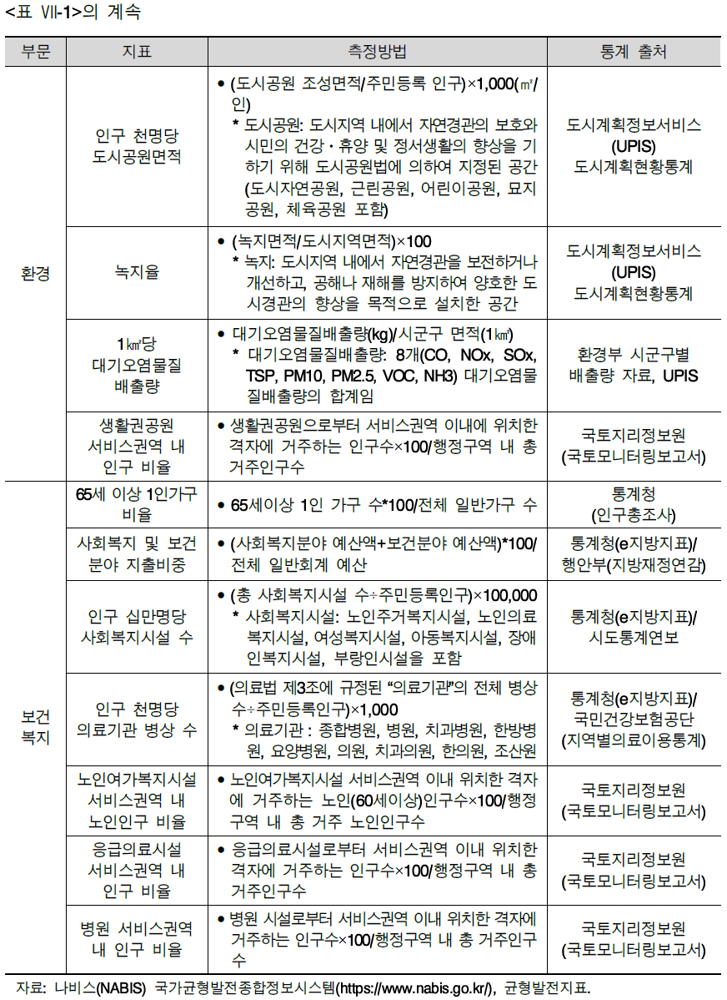 <표 Ⅶ-1>의 계속
부문 지표 측정방법 통계 출처
환경
인구 천명당
도시공원면적
• (도시공원 조성면적/주민등록 인구)×1,000(㎡/
인)
* 도시공원: 도시지역 내에서 자연경관의 보호와
시민의 건강·휴양 및 정서생활의 향상을 기
하기 위해 도시공원법에 의하여 지정된 공간
(도시자연공원, 근린공원, 어린이공원, 묘지
공원, 체육공원 포함)
도시계획정보서비스
(UPIS)
도시계획현황통계
녹지율
• (녹지면적/도시지역면적)×100
* 녹지: 도시지역 내에서 자연경관을 보전하거나
개선하고, 공해나 재해를 방지하여 양호한 도
시경관의 향상을 목적으로 설치한 공간
도시계획정보서비스
(UPIS)
도시계획현황통계
1㎢당
대기오염물질
배출량
• 대기오염물질배출량(kg)/시군구 면적(1㎢)
* 대기오염물질배출량: 8개(CO, NOx, SOx,
TSP, PM10, PM2.5, VOC, NH3) 대기오염물
질배출량의 합계임
환경부 시군구별
배출량 자료, UPIS
생활권공원
서비스권역 내
인구 비율
• 생활권공원으로부터 서비스권역 이내에 위치한
격자에 거주하는 인구수×100/행정구역 내 총
거주인구수
국토지리정보원
(국토모니터링보고서)
보건
복지
65세 이상 1인가구
비율
• 65세이상 1인 가구 수*100/전체 일반가구 수
통계청
(인구총조사)
사회복지 및 보건
분야 지출비중
• (사회복지분야 예산액+보건분야 예산액)*100/
전체 일반회계 예산
통계청(e지방지표)/
행안부(지방재정연감)
인구 십만명당
사회복지시설 수
• (총 사회복지시설 수÷주민등록인구)×100,000
* 사회복지시설: 노인주거복지시설, 노인의료
복지시설, 여성복지시설, 아동복지시설, 장애
인복지시설, 부랑인시설을 포함
통계청(e지방지표)/
시도통계연보
인구 천명당
의료기관 병상 수
• (의료법 제3조에 규정된 “의료기관”의 전체 병상
수÷주민등록인구)×1,000
* 의료기관 : 종합병원, 병원, 치과병원, 한방병
원, 요양병원, 의원, 치과의원, 한의원, 조산원
통계청(e지방지표)/
국민건강보험공단
(지역별의료이용통계)
노인여가복지시설
서비스권역 내
노인인구 비율
• 노인여가복지시설 서비스권역 이내 위치한 격자
에 거주하는 노인(60세이상)인구수×100/행정
구역 내 총 거주 노인인구수
국토지리정보원
(국토모니터링보고서)
응급의료시설
서비스권역 내
인구 비율
• 응급의료시설로부터 서비스권역 이내 위치한
격자에 거주하는 인구수×100/행정구역 내 총
거주인구수
국토지리정보원
(국토모니터링보고서)
병원 서비스권역
내 인구 비율
• 병원 시설로부터 서비스권역 이내 위치한 격자에
거주하는 인구수×100/행정구역 내 총 거주인구
수
국토지리정보원
(국토모니터링보고서)
자료: 나비스(NABIS) 국가균형발전종합정보시스템(https://www.nabis.go.kr/), 균형발전지표.